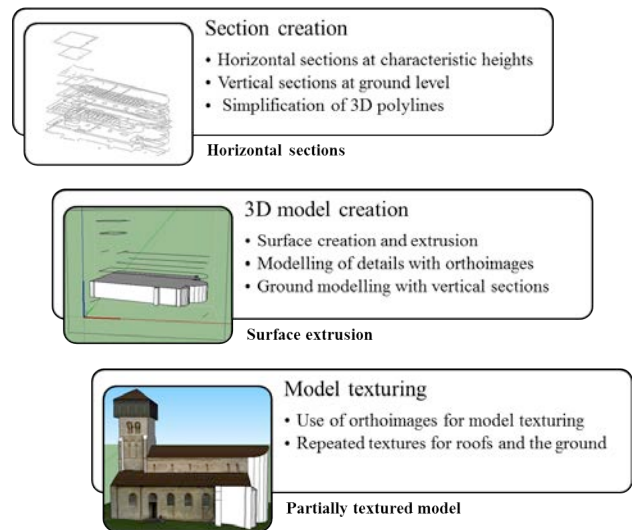 Section creation
• Horizontal sections at characteristic heights
• Vertical sections at ground level
• Simplification of 3D polylines
Horizontal sections
3D model creation
• Surface creation and extrusion
• Modelling of details with orthoimages
• Ground modelling with vertical sections
Surface extrusion
Model texturing
• Use of orthoimages for model texturing
• Repeated textures for roofs and the ground
Partially textured model